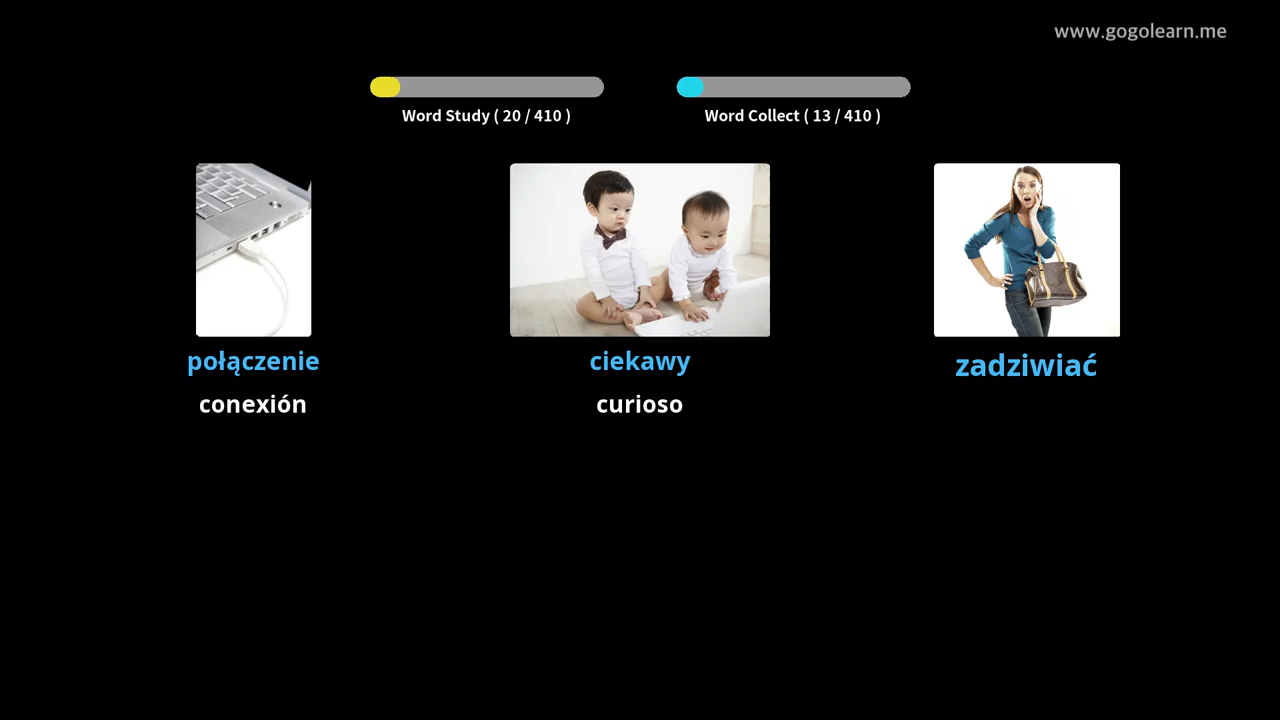 www.gogolearn.me
Word Study ( 20 / 410 )
Word Collect ( 13 / 410 )
połączenie
ciekawy
zadziwiać
conexión
curioso